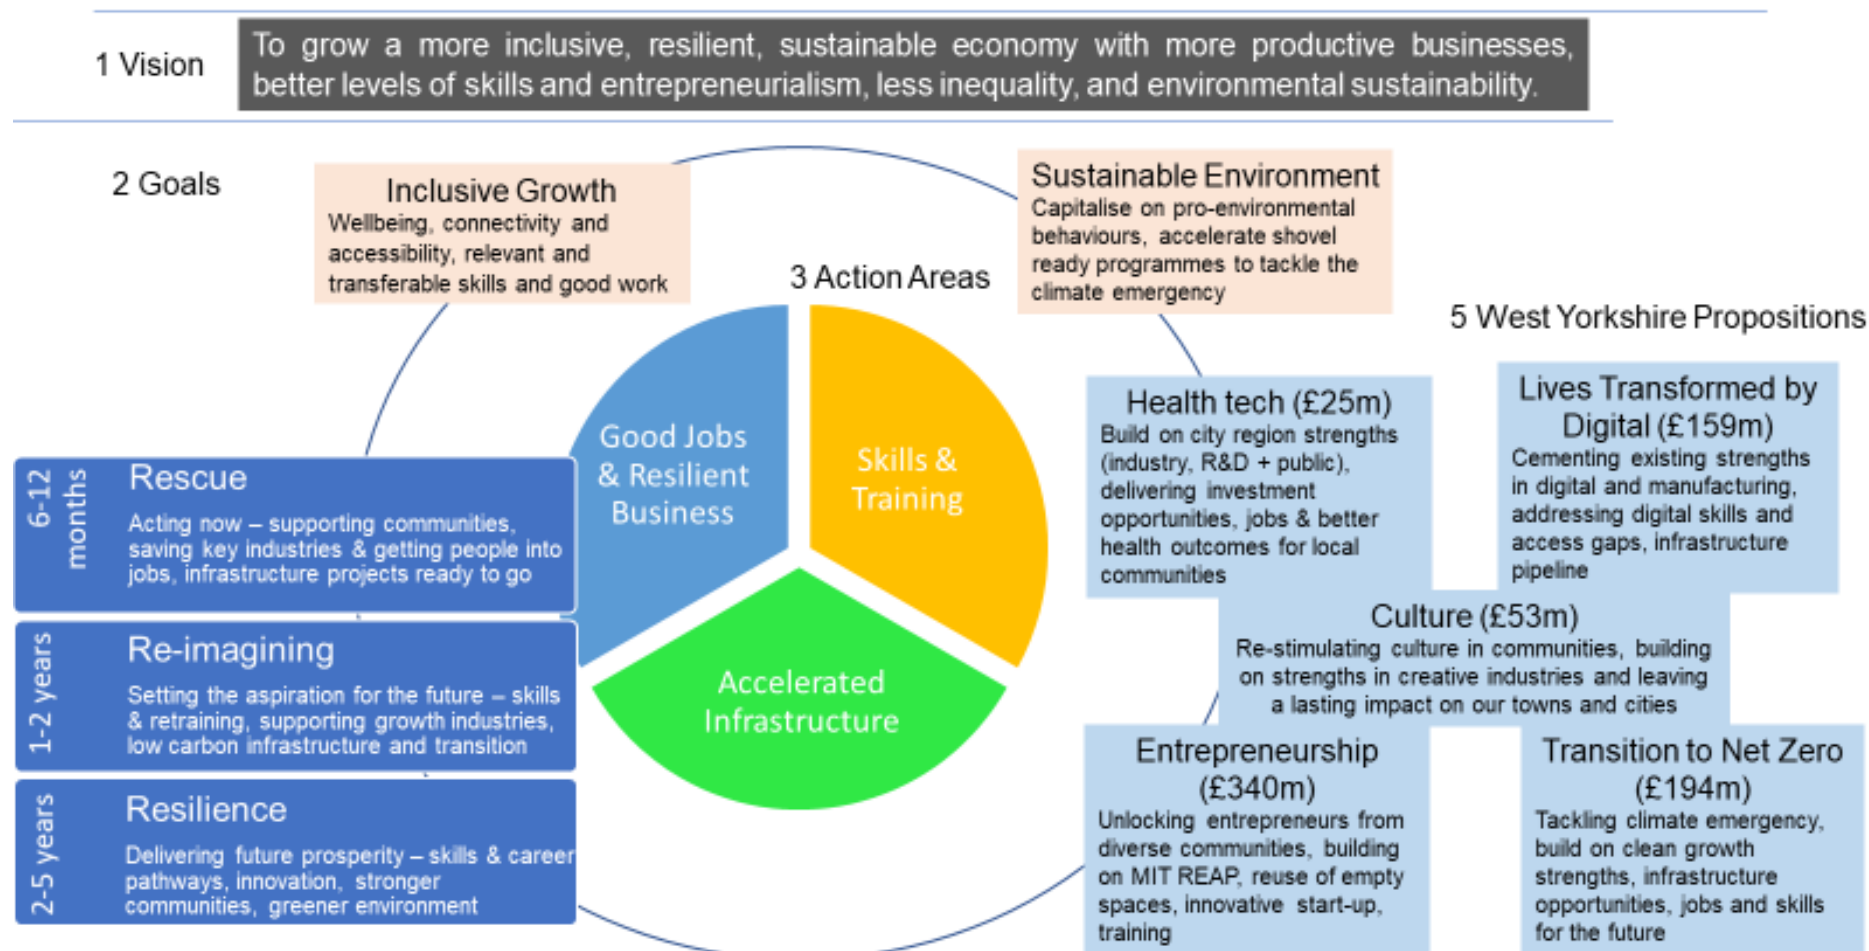 1 Vision
To grow a more inclusive, resilient, sustainable economy with more productive businesses,
better levels of skills and entrepreneurialism, less inequality, and environmental sustainability.
2 Goals
Inclusive Growth
Wellbeing, connectivity and
accessibility, relevant and
transferable skills and good work
Sustainable Environment
Capitalise on pro-environmental
behaviours, accelerate shovel
ready programmes to tackle the
climate emergency
3 Action Areas
Good Jobs
& Resilient
Business
Skills &
Training
Accelerated
Infrastructure
6-12
months
Rescue
Acting now – supporting communities,
saving key industries & getting people into
jobs, infrastructure projects ready to go
1-2 years
Re-imagining
Setting the aspiration for the future – skills
& retraining, supporting growth industries,
low carbon infrastructure and transition
2-5 years
Resilience
Delivering future prosperity – skills & career
pathways, innovation, stronger
communities, greener environment
5 West Yorkshire Propositions
Health tech (£25m)
Build on city region strengths
(industry, R&D + public),
delivering investment
opportunities, jobs & better
health outcomes for local
communities
Lives Transformed by
Digital (£159m)
Cementing existing strengths
in digital and manufacturing,
addressing digital skills and
access gaps, infrastructure
pipeline
Culture (£53m)
Re-stimulating culture in communities, building
on strengths in creative industries and leaving
a lasting impact on our towns and cities
Entrepreneurship
(£340m)
Unlocking entrepreneurs from
diverse communities, building
on MIT REAP, reuse of empty
spaces, innovative start-up,
training
Transition to Net Zero
(£194m)
Tackling climate emergency,
build on clean growth
strengths, infrastructure
opportunities, jobs and skills
for the future